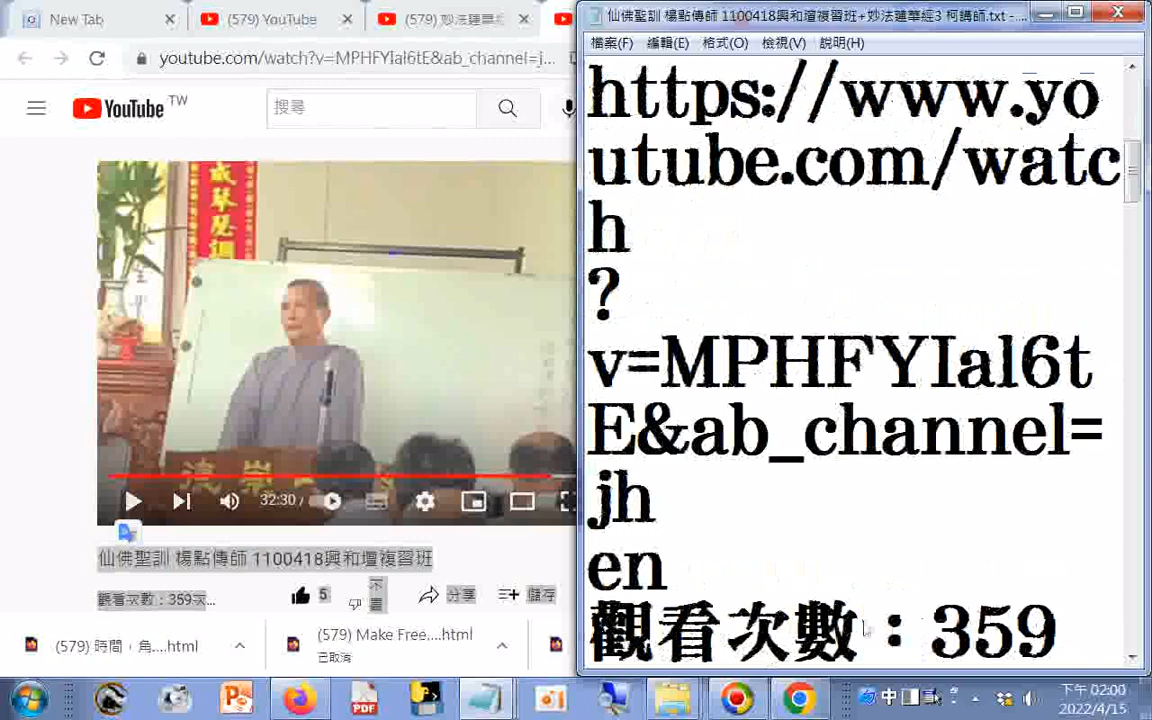 New Tab
(579) YouTube
(579) 妙法蓮華經
youtube.com/watch?v=MPHFYIal6tE&ab_channel=j...
YouTube TW
搜尋
32:30 /
仙佛聖訓 楊點傳師 1100418興和壇複習班
觀看次數：359次...
5
不喜
分享
儲存
(579) 時間，角....html
(579) Make Free....html
已取消
仙佛聖訓 楊點傳師 1100418興和壇複習班+妙法蓮華經3 柯講師.txt - ...
檔案(F) 編輯(E) 格式(O) 檢視(V) 說明(H)
https://www.yo
utube.com/watc
h
?
v=MPHFYIal6t
E&ab_channel=
jh
en
觀看次數：359
PDF
中
下午 02:00
2022/4/15